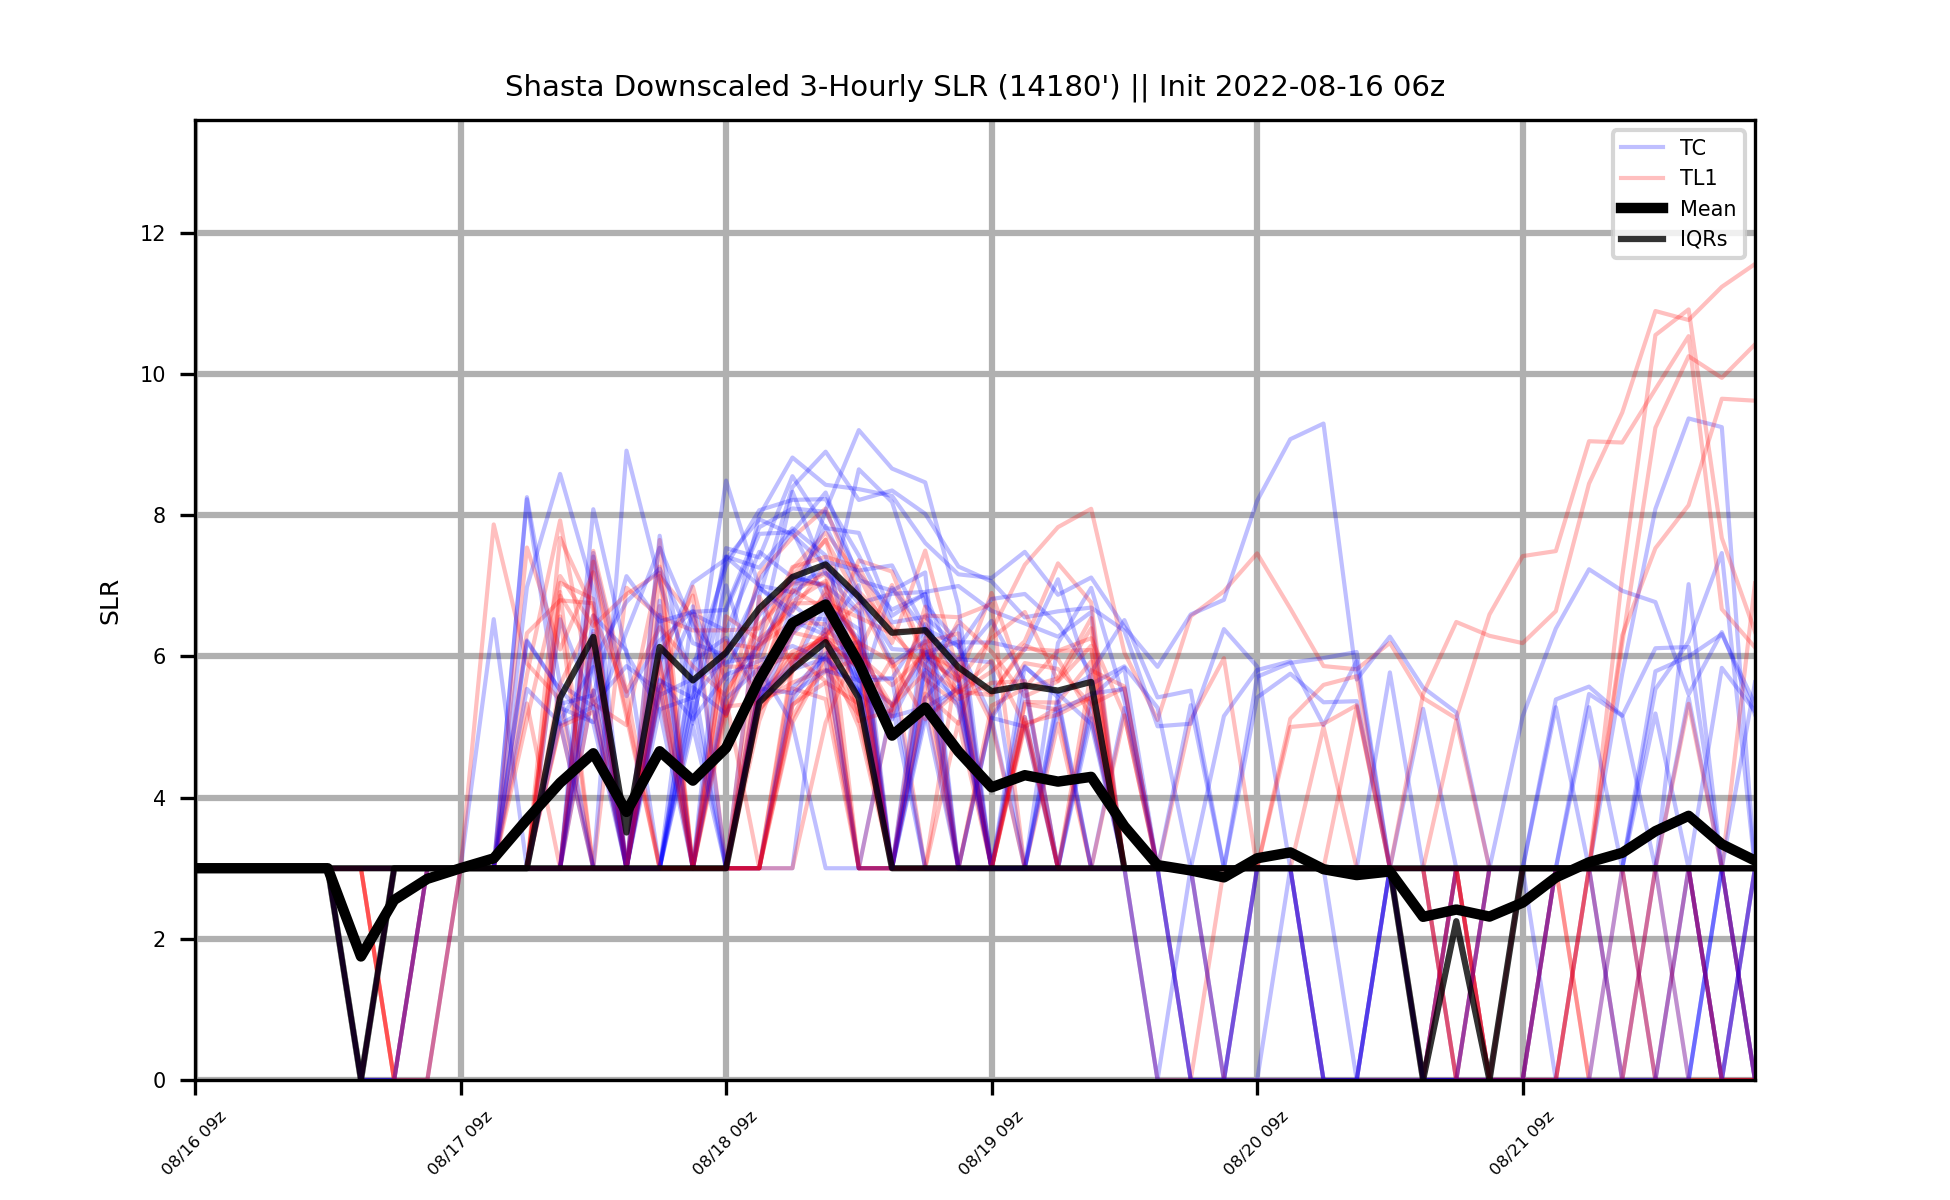 Shasta Downscaled 3-Hourly SLR (14180') || Init 2022-08-16 06z
TC
TL1
Mean
IQRs
12
10
8
6
4
2
0
SLR
08/16 09z
08/17 09z
08/18 09z
08/19 09z
08/20 09z
08/21 09z